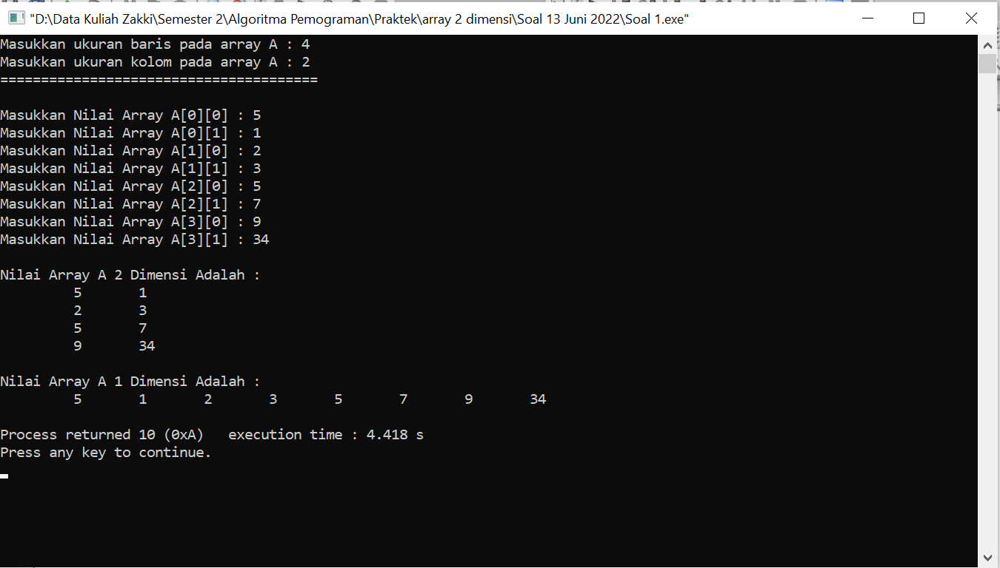 "D:\Data Kuliah Zakki\Semester 2\Algoritma Pemograman\Praktek\array 2 dimensi\Soal 13 Juni 2022\Soal 1.exe"
Masukkan ukuran baris pada array A : 4
Masukkan ukuran kolom pada array A : 2
=======================================
Masukkan Nilai Array A[0][0] : 5
Masukkan Nilai Array A[0][1] : 1
Masukkan Nilai Array A[1][0] : 2
Masukkan Nilai Array A[1][1] : 3
Masukkan Nilai Array A[2][0] : 5
Masukkan Nilai Array A[2][1] : 7
Masukkan Nilai Array A[3][0] : 9
Masukkan Nilai Array A[3][1] : 34
Nilai Array A 2 Dimensi Adalah :
5 1
2 3
5 7
9 34
Nilai Array A 1 Dimensi Adalah :
5 1 2 3 5 7 9 34
Process returned 10 (0xA)   execution time : 4.418 s
Press any key to continue.